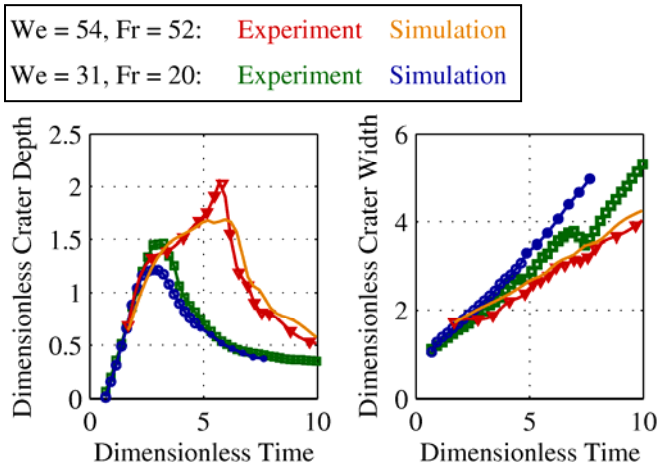 We = 54, Fr = 52: Experiment Simulation
We = 31, Fr = 20: Experiment Simulation
Dimensionless Crater Depth
2.5
2
1.5
1
0.5
0
0 5 10
Dimensionless Time
Dimensionless Crater Width
6
4
2
0
0 5 10
Dimensionless Time